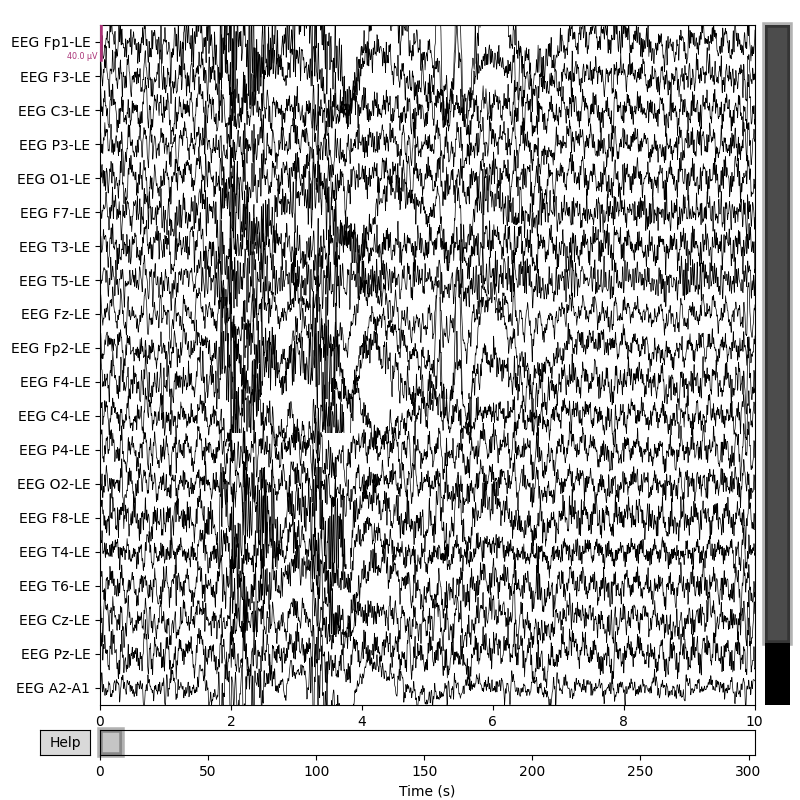 EEG Fp1-LE
40.0 µV
EEG F3-LE
EEG C3-LE
EEG P3-LE
EEG O1-LE
EEG F7-LE
EEG T3-LE
EEG T5-LE
EEG Fz-LE
EEG Fp2-LE
EEG F4-LE
EEG C4-LE
EEG P4-LE
EEG O2-LE
EEG F8-LE
EEG T4-LE
EEG T6-LE
EEG Cz-LE
EEG Pz-LE
EEG A2-A1
0 2 4 6 8 10
Help
0 50 100 150 200 250 300
Time (s)